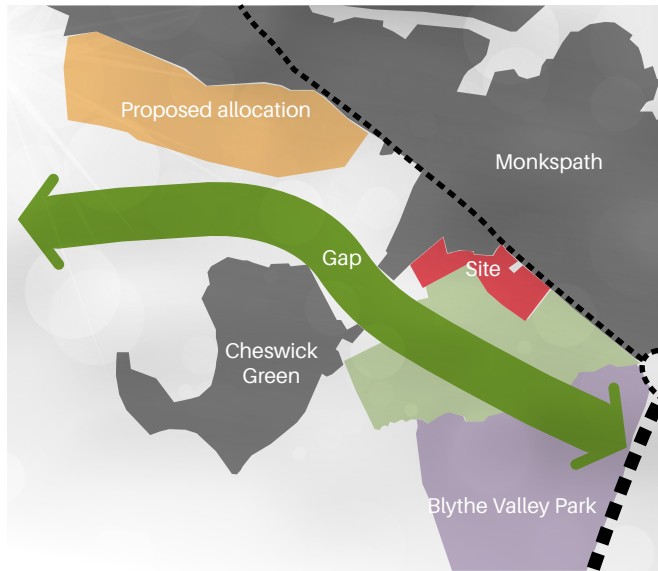 Proposed allocation
Monkspath
Gap
Site
Cheswick
Green
Blythe Valley Park